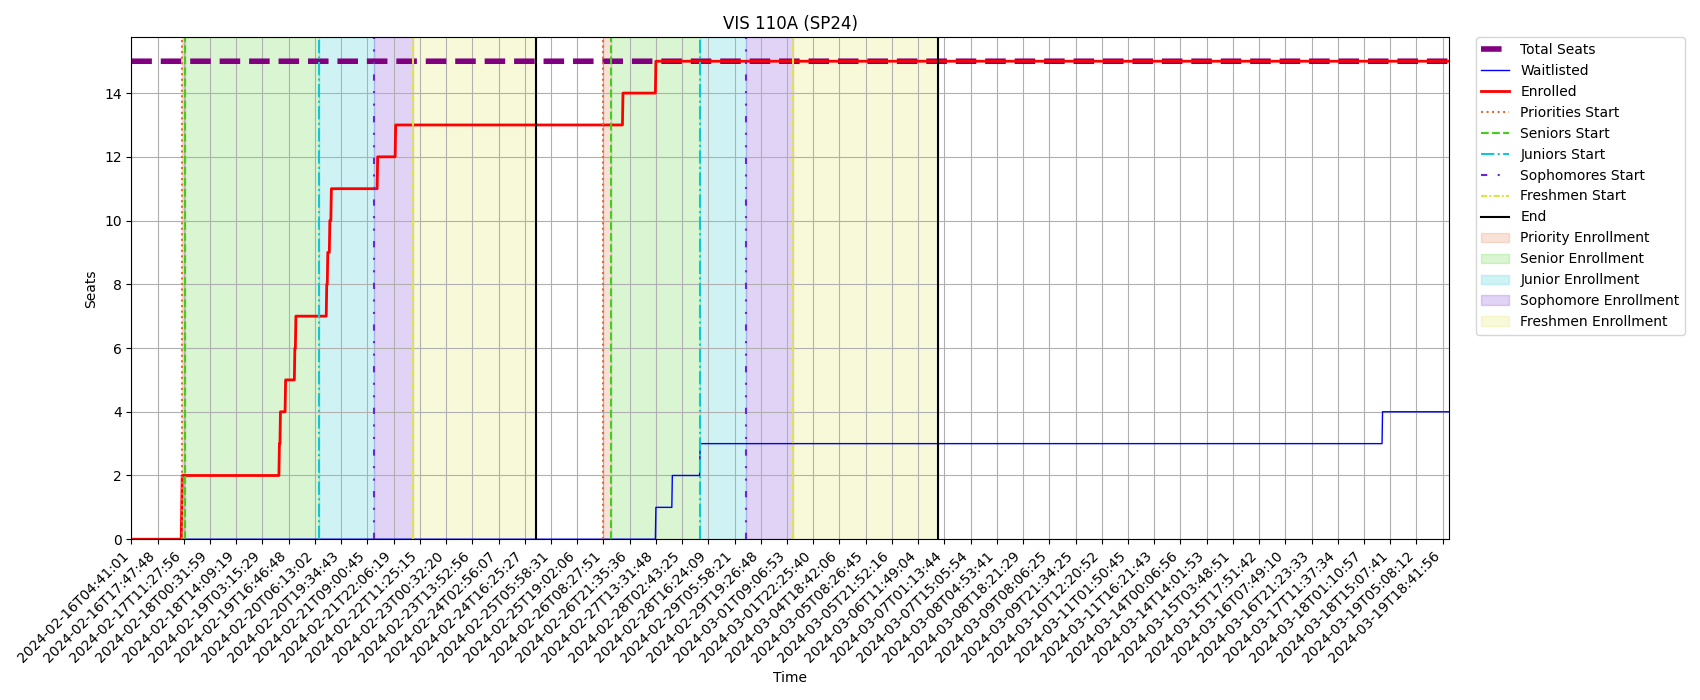 VIS 110A (SP24)
Total Seats
Waitlisted
Enrolled
Priorities Start
Seniors Start
Juniors Start
Sophomores Start
Freshmen Start
End
Priority Enrollment
Senior Enrollment
Junior Enrollment
Sophomore Enrollment
Freshmen Enrollment
Seats
14
12
10
8
6
4
2
0
2024-02-16T04:41:01
2024-02-16T17:47:48
2024-02-17T11:27:56
2024-02-18T00:31:59
2024-02-18T14:09:19
2024-02-19T03:15:29
2024-02-19T16:46:48
2024-02-20T06:13:02
2024-02-20T19:34:43
2024-02-21T09:00:45
2024-02-21T22:06:19
2024-02-22T11:25:15
2024-02-23T00:32:20
2024-02-23T13:52:56
2024-02-24T02:56:07
2024-02-24T16:25:27
2024-02-25T05:58:31
2024-02-25T19:02:06
2024-02-26T08:27:51
2024-02-26T21:35:36
2024-02-27T13:31:48
2024-02-28T02:43:25
2024-02-28T16:24:09
2024-02-29T05:58:21
2024-02-29T19:26:48
2024-03-01T09:06:53
2024-03-01T22:25:40
2024-03-04T18:42:06
2024-03-05T08:26:45
2024-03-05T21:52:16
2024-03-06T11:49:04
2024-03-07T01:13:44
2024-03-07T15:05:54
2024-03-08T04:53:41
2024-03-08T18:21:29
2024-03-09T08:06:25
2024-03-09T21:34:25
2024-03-10T12:20:52
2024-03-11T01:50:45
2024-03-11T16:21:43
2024-03-14T00:06:56
2024-03-14T14:01:53
2024-03-15T03:48:51
2024-03-15T17:51:42
2024-03-16T07:49:10
2024-03-16T21:23:33
2024-03-17T11:37:34
2024-03-18T01:10:57
2024-03-18T15:07:41
2024-03-19T05:08:12
2024-03-19T18:41:56
Time